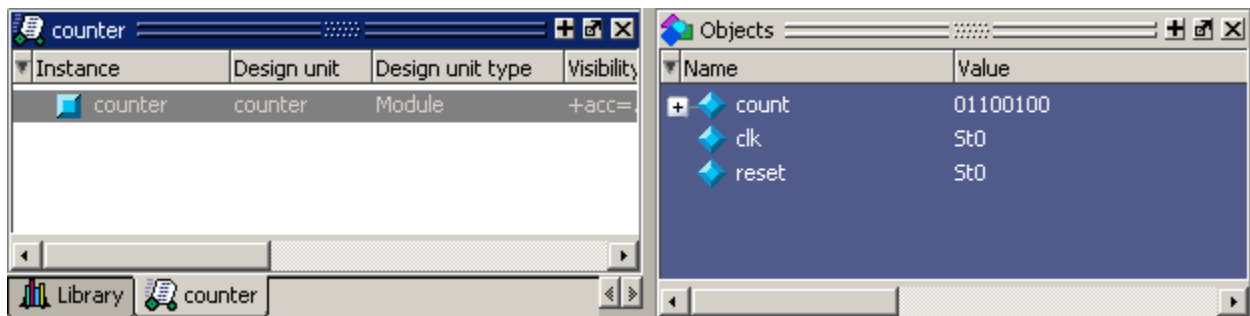 counter
Instance Design unit Design unit type Visibility
counter counter Module +acc=.
Library counter
Objects
Name Value
count 01100100
clk St0
reset St0